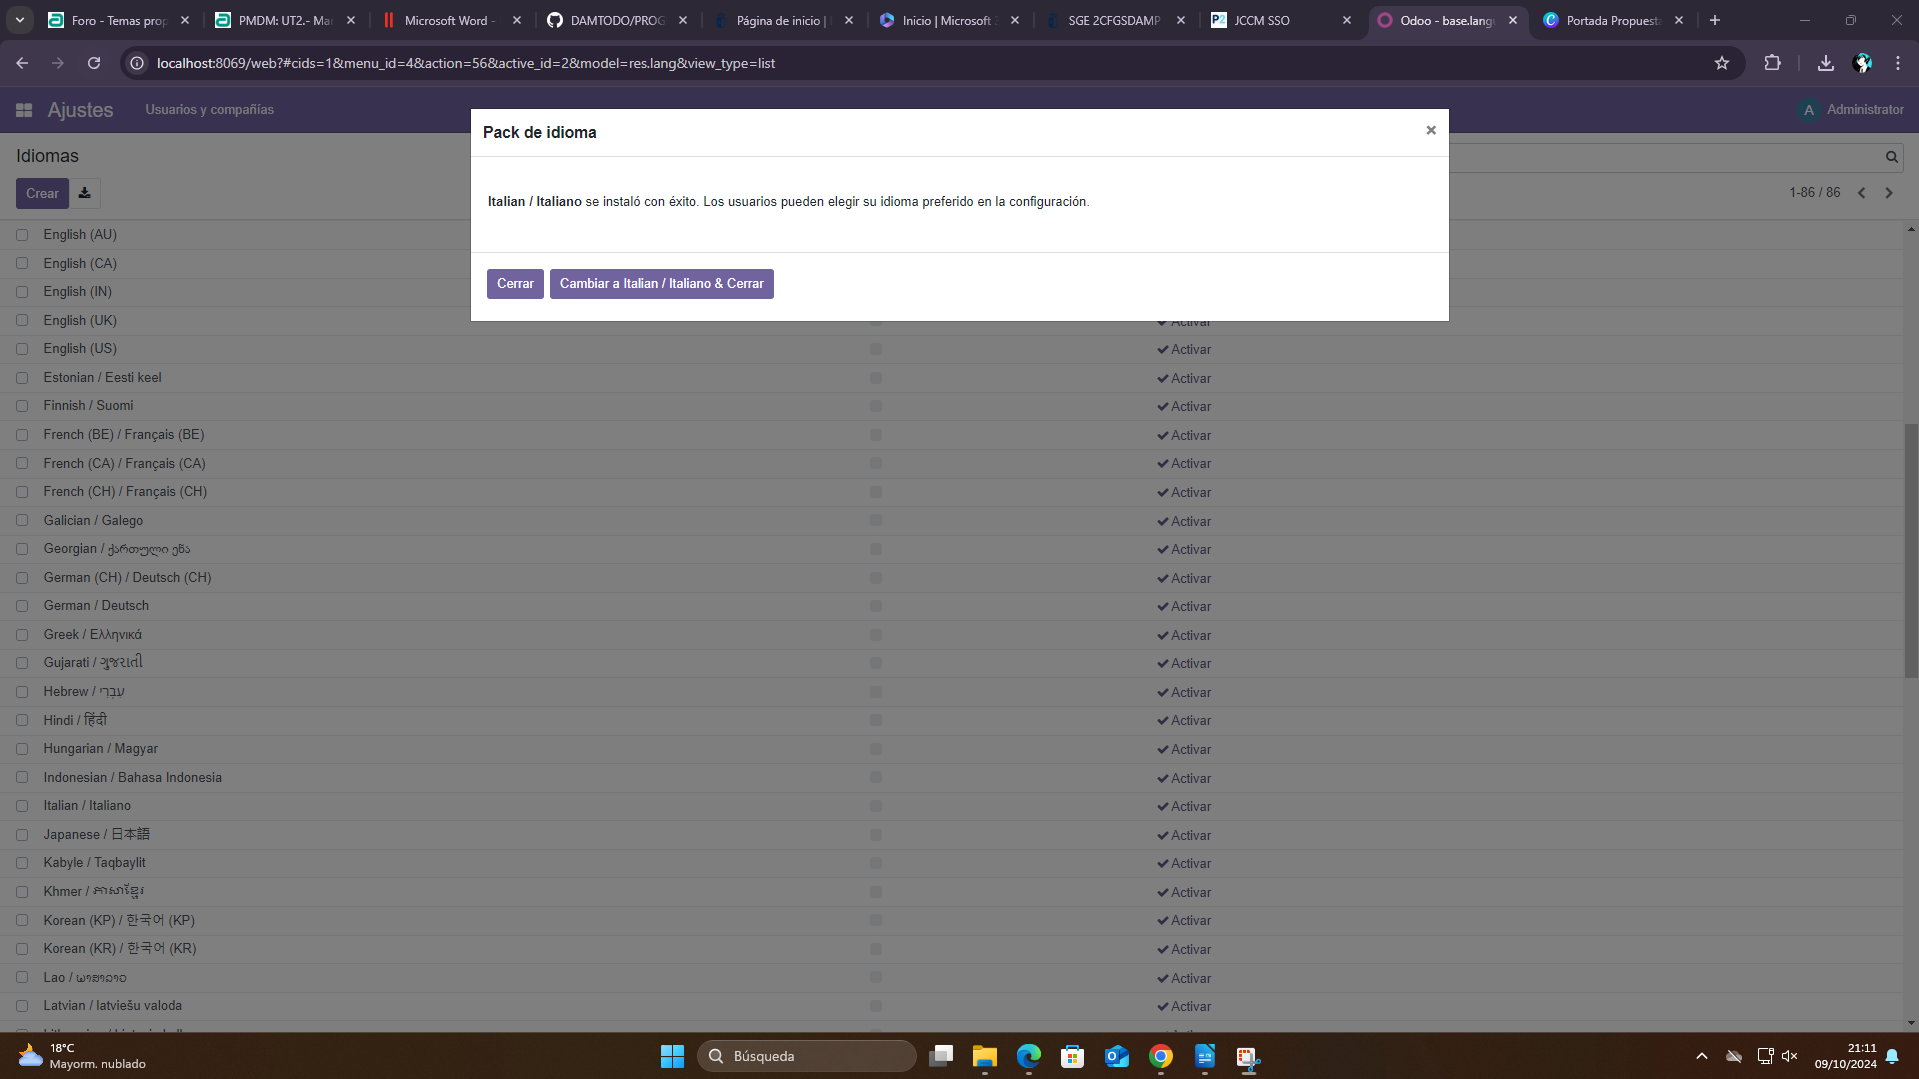 Foro - Temas prop
PMDM: UT2.- Mar
Microsoft Word -
DAMTODO/PROG
Página de inicio |
Inicio | Microsoft 3
SGE 2CFGSDAMP
JCCM SSO
Odoo - base.langu
Portada Propuesta
localhost:8069/web?#cids=1&menu_id=4&action=56&active_id=2&model=res.lang&view_type=list
Ajustes
Usuarios y compañías
A Administrator
Idiomas
Crear
1-86 / 86
Pack de idioma
×
Italian / Italiano se instaló con éxito. Los usuarios pueden elegir su idioma preferido en la configuración.
Cerrar
Cambiar a Italian / Italiano & Cerrar
English (AU)
English (CA)
English (IN)
English (UK) Activar
English (US) Activar
Estonian / Eesti keel Activar
Finnish / Suomi Activar
French (BE) / Français (BE) Activar
French (CA) / Français (CA) Activar
French (CH) / Français (CH) Activar
Galician / Galego Activar
Georgian / ქართული ენა Activar
German (CH) / Deutsch (CH) Activar
German / Deutsch Activar
Greek / Ελληνικά Activar
Gujarati / ગુજરાતી Activar
Hebrew / עִבְרִי Activar
Hindi / हिंदी Activar
Hungarian / Magyar Activar
Indonesian / Bahasa Indonesia Activar
Italian / Italiano Activar
Japanese / 日本語 Activar
Kabyle / Taqbaylit Activar
Khmer / ភាសាខ្មែរ Activar
Korean (KP) / 한국어 (KP) Activar
Korean (KR) / 한국어 (KR) Activar
Lao / ພາສາລາວ Activar
Latvian / latviešu valoda Activar
18°C
Mayorm. nublado
Búsqueda
21:11
09/10/2024